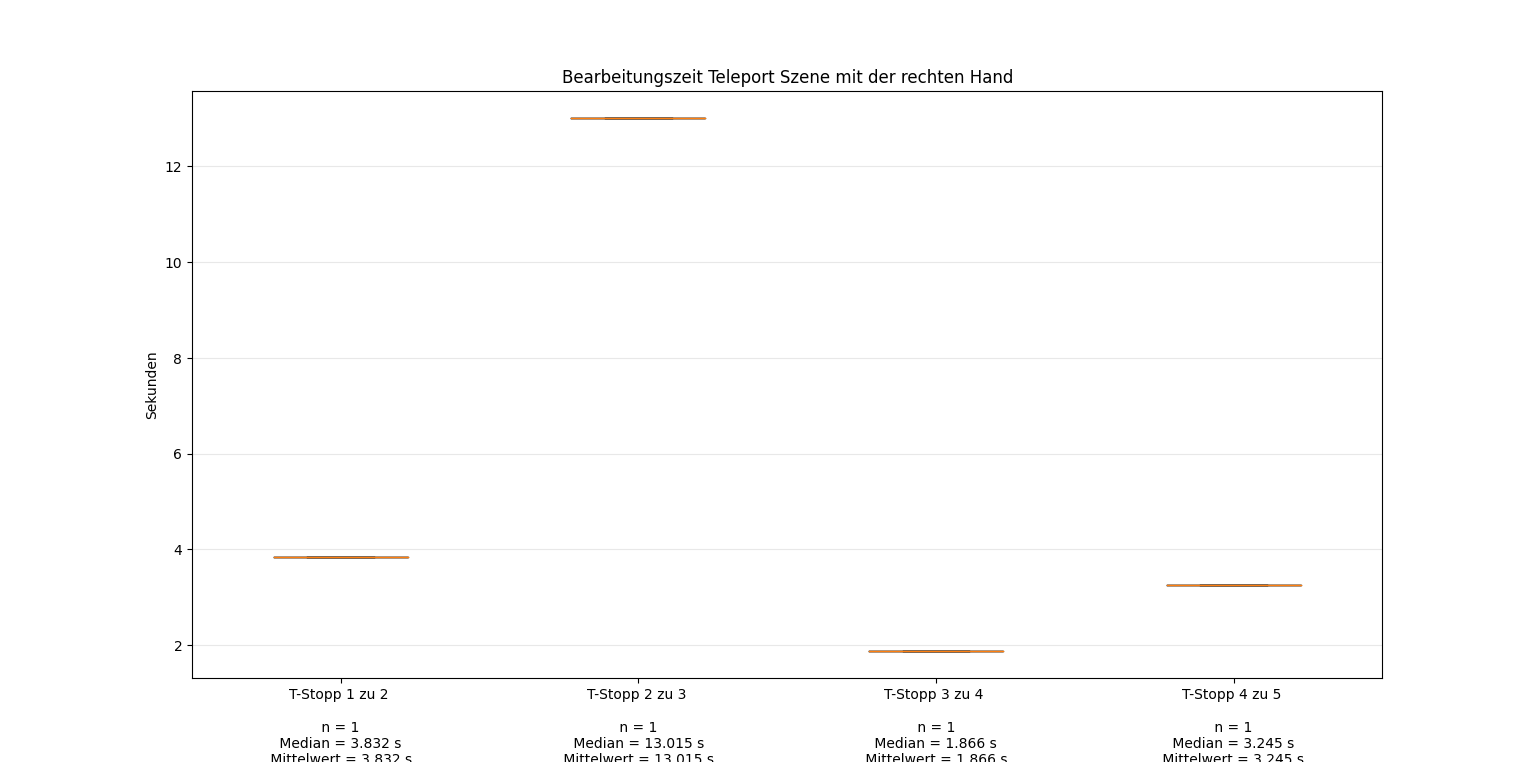 Bearbeitungszeit Teleport Szene mit der rechten Hand
Sekunden
12
10
8
6
4
2
T-Stopp 1 zu 2
T-Stopp 2 zu 3
T-Stopp 3 zu 4
T-Stopp 4 zu 5
n = 1
n = 1
n = 1
n = 1
Median = 3.832 s
Median = 13.015 s
Median = 1.866 s
Median = 3.245 s
Mittelwert = 3.832 s
Mittelwert = 13.015 s
Mittelwert = 1.866 s
Mittelwert = 3.245 s